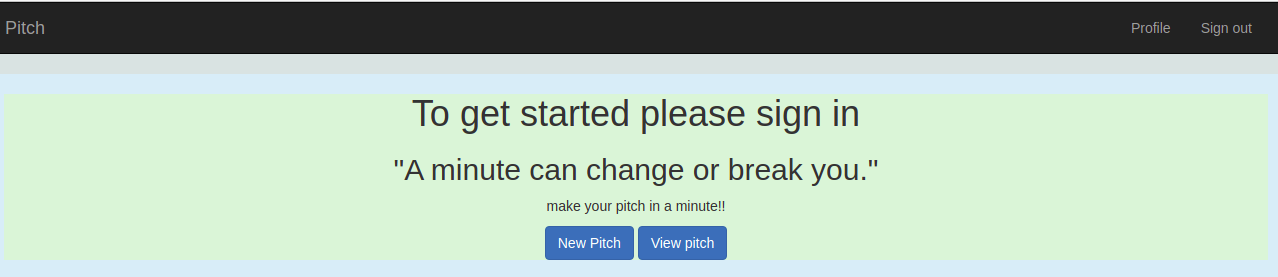 Pitch Profile Sign out
To get started please sign in
"A minute can change or break you."
make your pitch in a minute!!
New Pitch View pitch